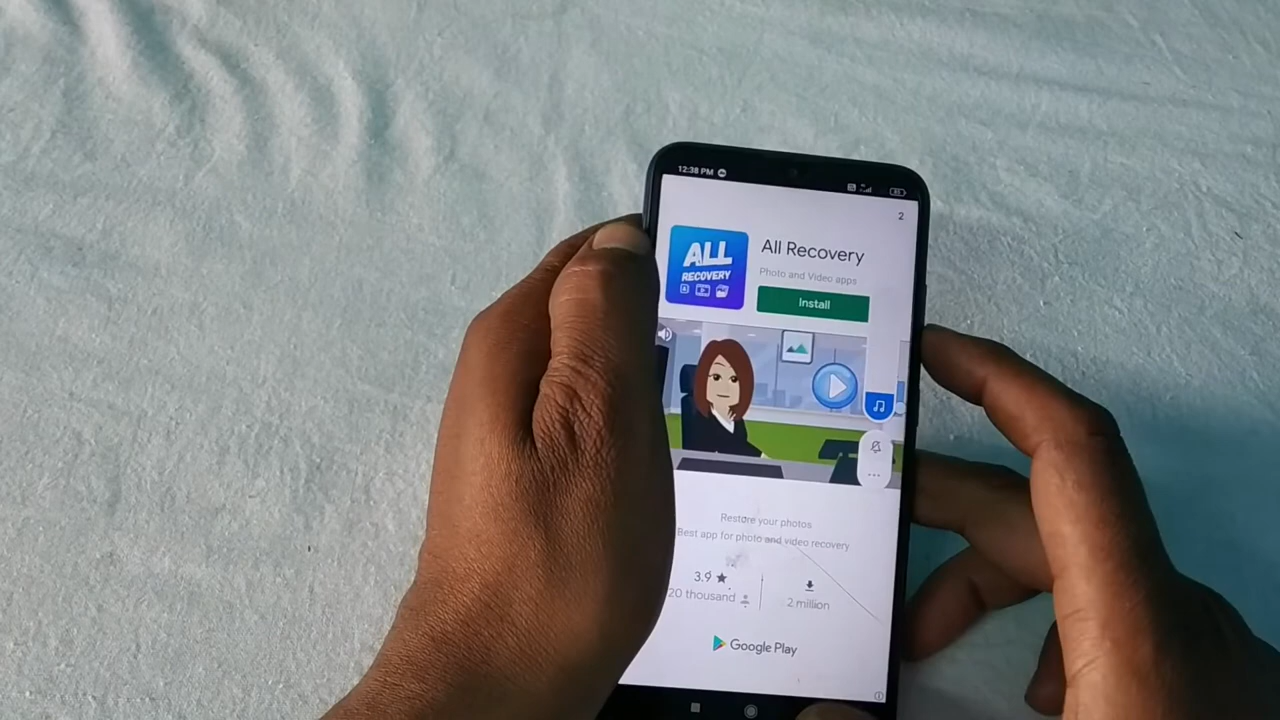 12:38 PM
2
ALL
RECOVERY
All Recovery
Photo and Video apps
Install
Restore your photos
Best app for photo and video recovery
3.9
20 thousand
2 million
Google Play